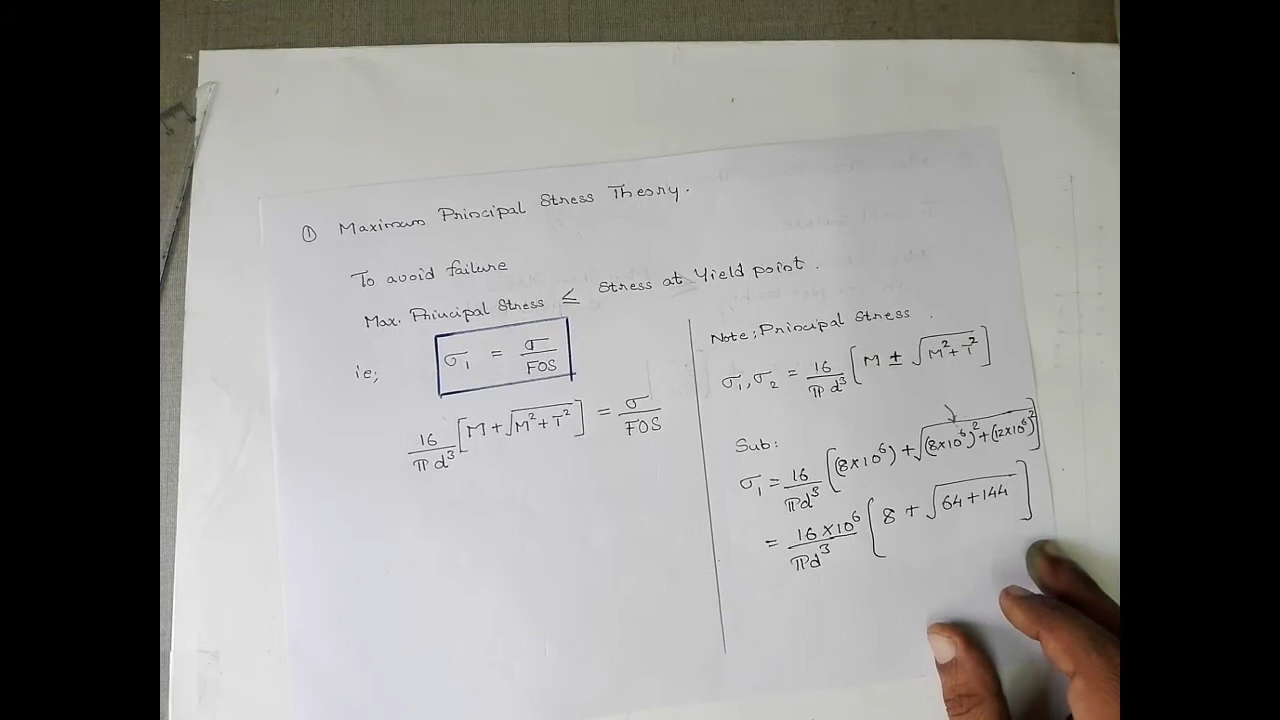 ① Maximum Principal Stress Theory.
To avoid failure
Max. Principal Stress ≤ Stress at Yield point.
ie; σ₁ = σ/FOS
16/πd³ [M + √(M² + T²)] = σ/FOS
Note; Principal Stress.
σ₁, σ₂ = 16/πd³ [M ± √(M² + T²)]
Sub:
σ₁ = 16/πd³ [(8×10⁶) + √((8×10⁶)² + (12×10⁶)²)]
= 16×10⁶/πd³ [8 + √(64+144)]